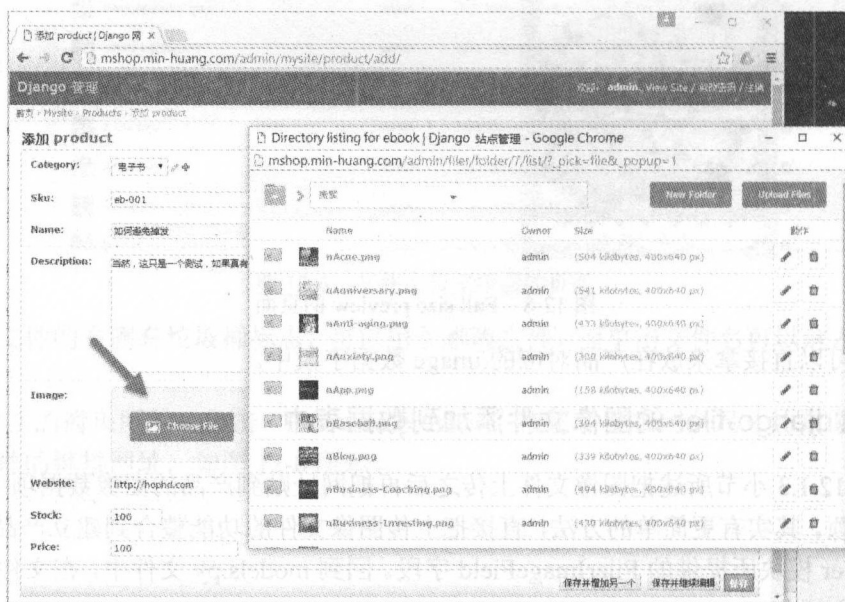 添加 product | Django 网
mshop.min-huang.com/admin/mysite/product/add/
Django 管理
admin, View Site /
首页 › Mysite › Products › 添加 product
添加 product
Category: 电子书
Sku: eb-001
Name: 如何避免掉发
Description: 当然，这只是一个测试，如果真有
Image:
Choose File
Website: http://hophd.com
Stock: 100
Price: 100
保存并增加另一个 保存并继续编辑 保存
Directory listing for ebook | Django 站点管理 - Google Chrome
mshop.min-huang.com/admin/filer/folder/7/list/?_pick=file&_popup=1
New Folder Upload Files
Name Owner Size 動作
nAcne.png admin (504 kilobytes, 400x640 px)
nAnniversary.png admin (541 kilobytes, 400x640 px)
nAnti-aging.png admin (433 kilobytes, 400x640 px)
nAnxiety.png admin (300 kilobytes, 400x640 px)
nApp.png admin (158 kilobytes, 400x640 px)
nBaseball.png admin (394 kilobytes, 400x640 px)
nBlog.png admin (339 kilobytes, 400x640 px)
nBusiness-Coaching.png admin (494 kilobytes, 400x640 px)
nBusiness-Investing.png admin (430 kilobytes, 400x640 px)